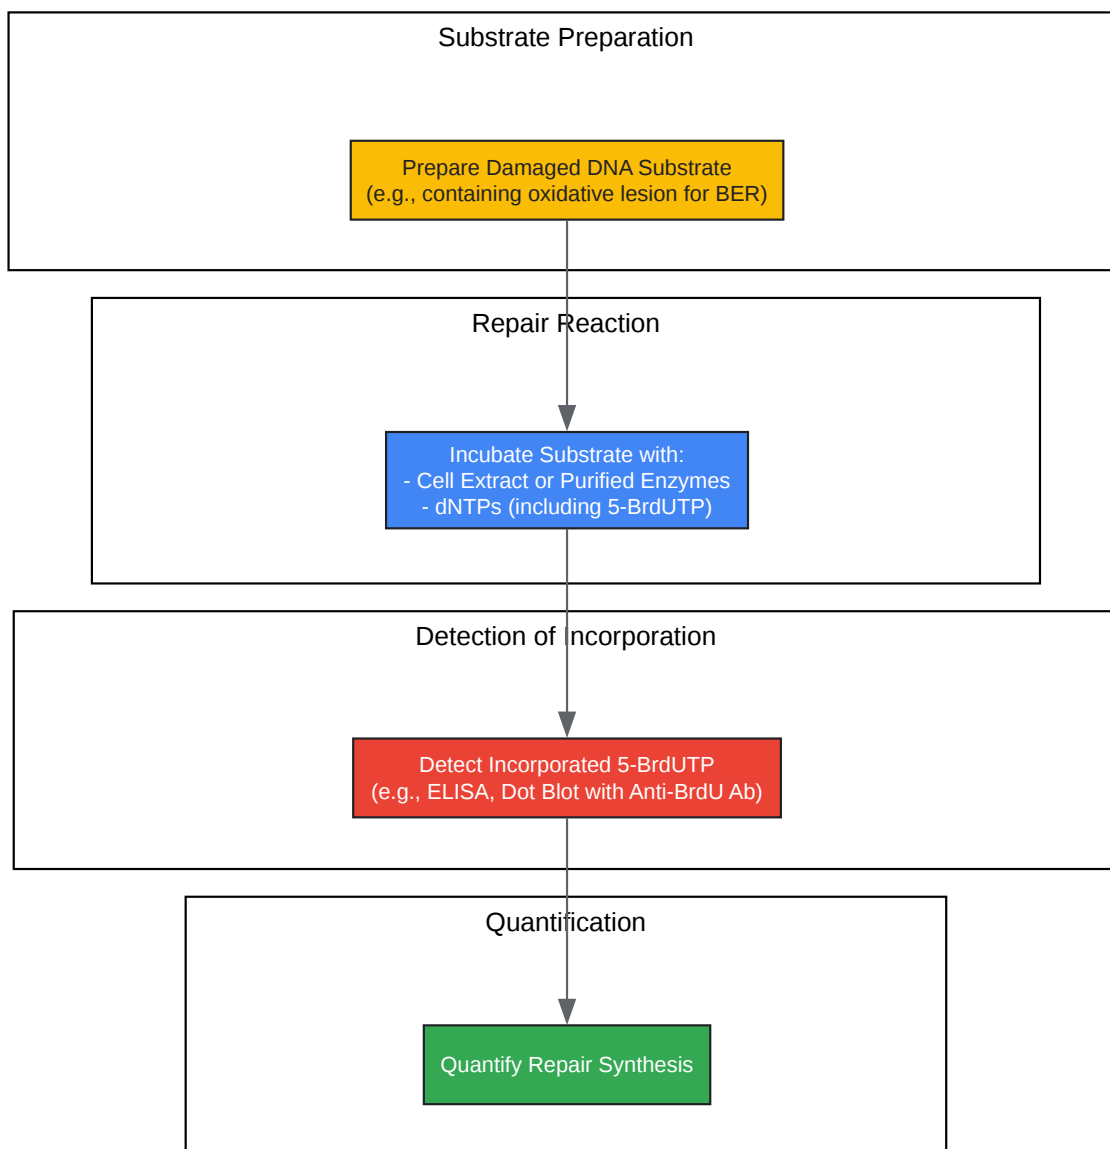 Substrate Preparation
Prepare Damaged DNA Substrate
(e.g., containing oxidative lesion for BER)
Repair Reaction
Incubate Substrate with:
- Cell Extract or Purified Enzymes
- dNTPs (including 5-BrdUTP)
Detection of Incorporation
Detect Incorporated 5-BrdUTP
(e.g., ELISA, Dot Blot with Anti-BrdU Ab)
Quantification
Quantify Repair Synthesis